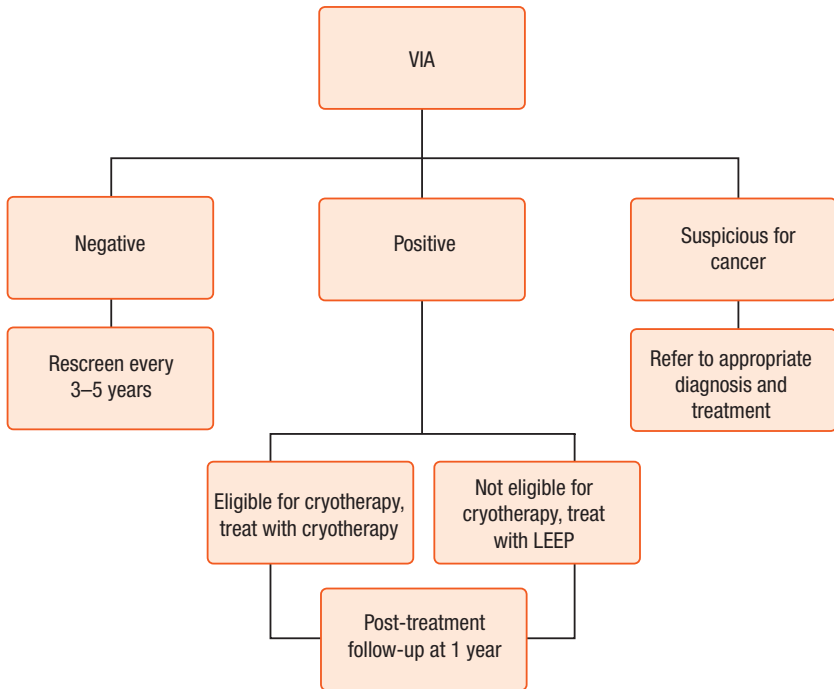 VIA
Negative
Positive
Suspicious for
cancer
Rescreen every
3–5 years
Refer to appropriate
diagnosis and
treatment
Eligible for cryotherapy,
treat with cryotherapy
Not eligible for
cryotherapy, treat
with LEEP
Post-treatment
follow-up at 1 year